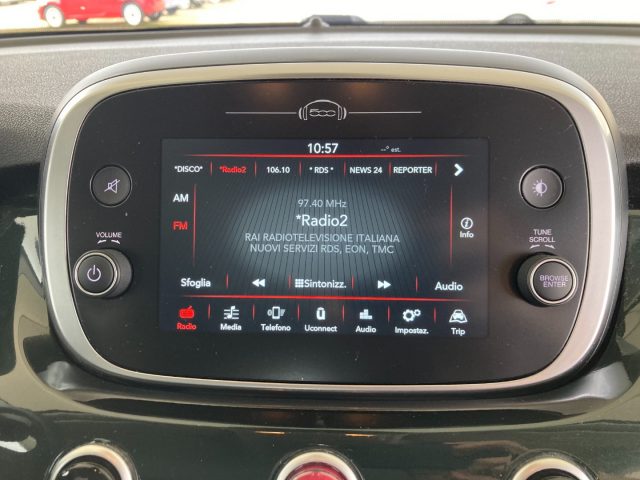 500
10:57
--° est.
*DISCO* *Radio2 106.10 * RDS * NEWS 24 REPORTER
AM
FM
97.40 MHz
*Radio2
RAI RADIOTELEVISIONE ITALIANA
NUOVI SERVIZI RDS, EON, TMC
Info
VOLUME
TUNE
SCROLL
BROWSE
ENTER
Sfoglia Sintonizz. Audio
Radio Media Telefono Uconnect Audio Impostaz. Trip